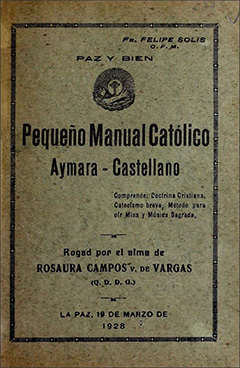 Fr. FELIPE SOLIS
O. F. M.
PAZ Y BIEN
Pequeño Manual Católico
Aymara - Castellano
Comprende: Doctrina Cristiana,
Catecismo breve, Método para
oír Misa y Música Sagrada.
Rogad por el alma de
ROSAURA CAMPOS V. DE VARGAS
(Q. D. D. G.)
LA PAZ, 19 DE MARZO DE
1928